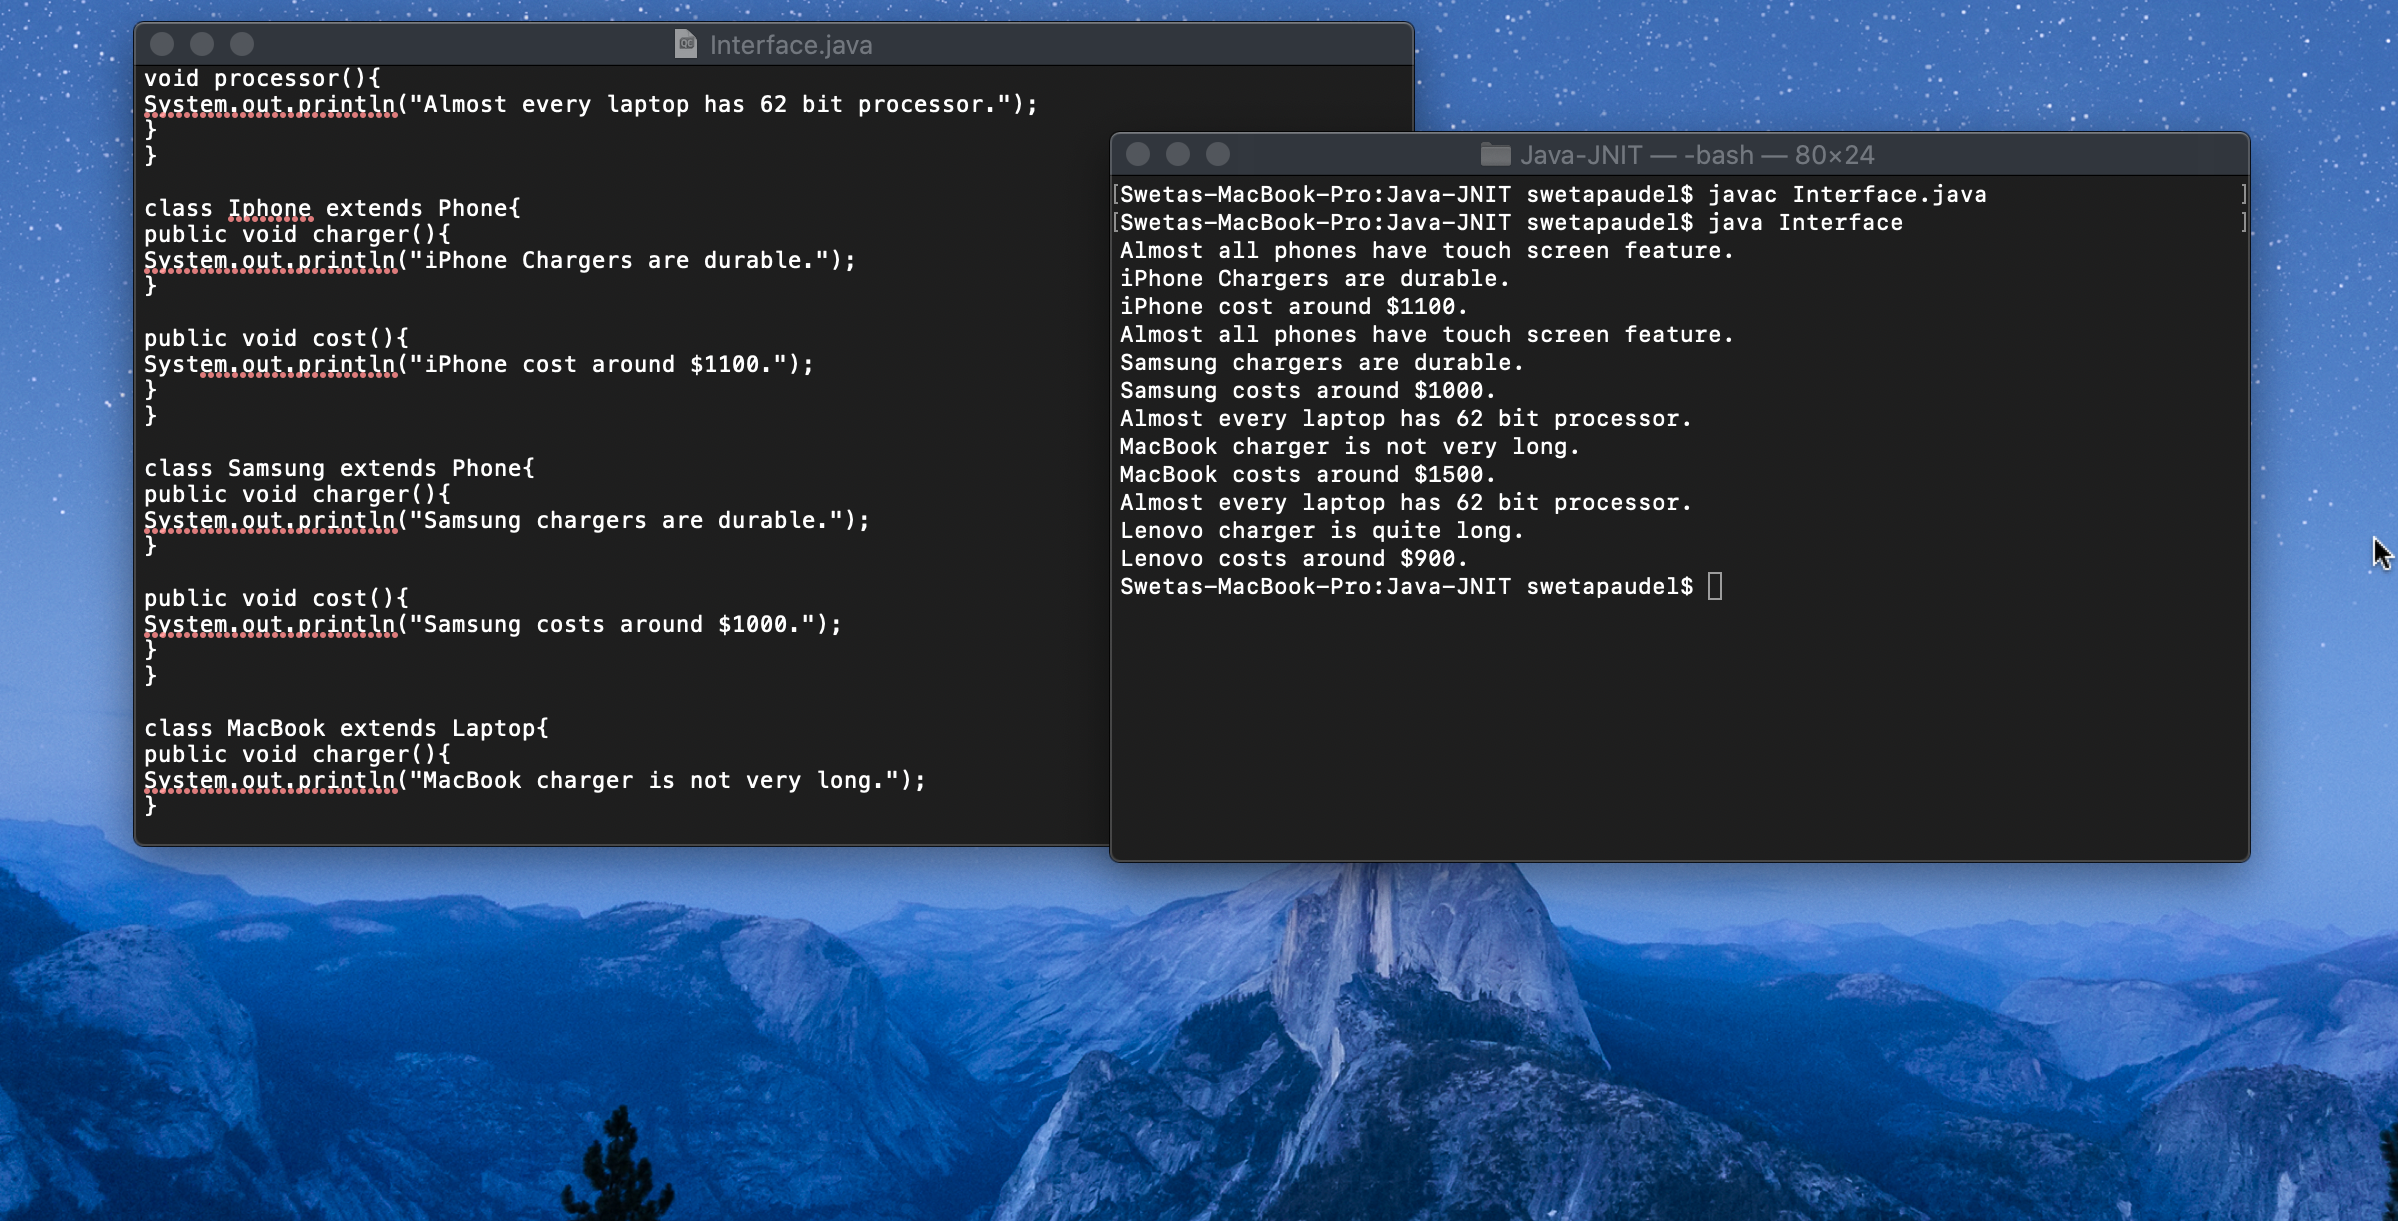 Interface.java
void processor(){
System.out.println("Almost every laptop has 62 bit processor.");
}
}
class Iphone extends Phone{
public void charger(){
System.out.println("iPhone Chargers are durable.");
}
public void cost(){
System.out.println("iPhone cost around $1100.");
}
}
class Samsung extends Phone{
public void charger(){
System.out.println("Samsung chargers are durable.");
}
public void cost(){
System.out.println("Samsung costs around $1000.");
}
}
class MacBook extends Laptop{
public void charger(){
System.out.println("MacBook charger is not very long.");
}
Java-JNIT — -bash — 80×24
[Swetas-MacBook-Pro:Java-JNIT swetapaudel$ javac Interface.java ]
[Swetas-MacBook-Pro:Java-JNIT swetapaudel$ java Interface ]
Almost all phones have touch screen feature.
iPhone Chargers are durable.
iPhone cost around $1100.
Almost all phones have touch screen feature.
Samsung chargers are durable.
Samsung costs around $1000.
Almost every laptop has 62 bit processor.
MacBook charger is not very long.
MacBook costs around $1500.
Almost every laptop has 62 bit processor.
Lenovo charger is quite long.
Lenovo costs around $900.
Swetas-MacBook-Pro:Java-JNIT swetapaudel$